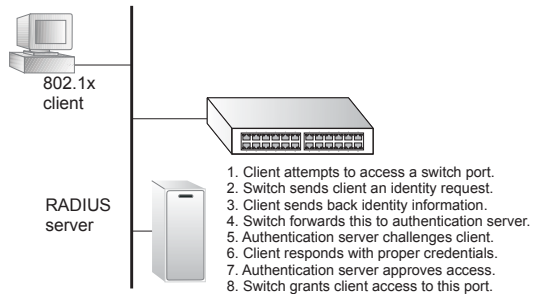 802.1x
client
1. Client attempts to access a switch port.
2. Switch sends client an identity request.
3. Client sends back identity information.
4. Switch forwards this to authentication server.
5. Authentication server challenges client.
6. Client responds with proper credentials.
7. Authentication server approves access.
8. Switch grants client access to this port.
RADIUS
server